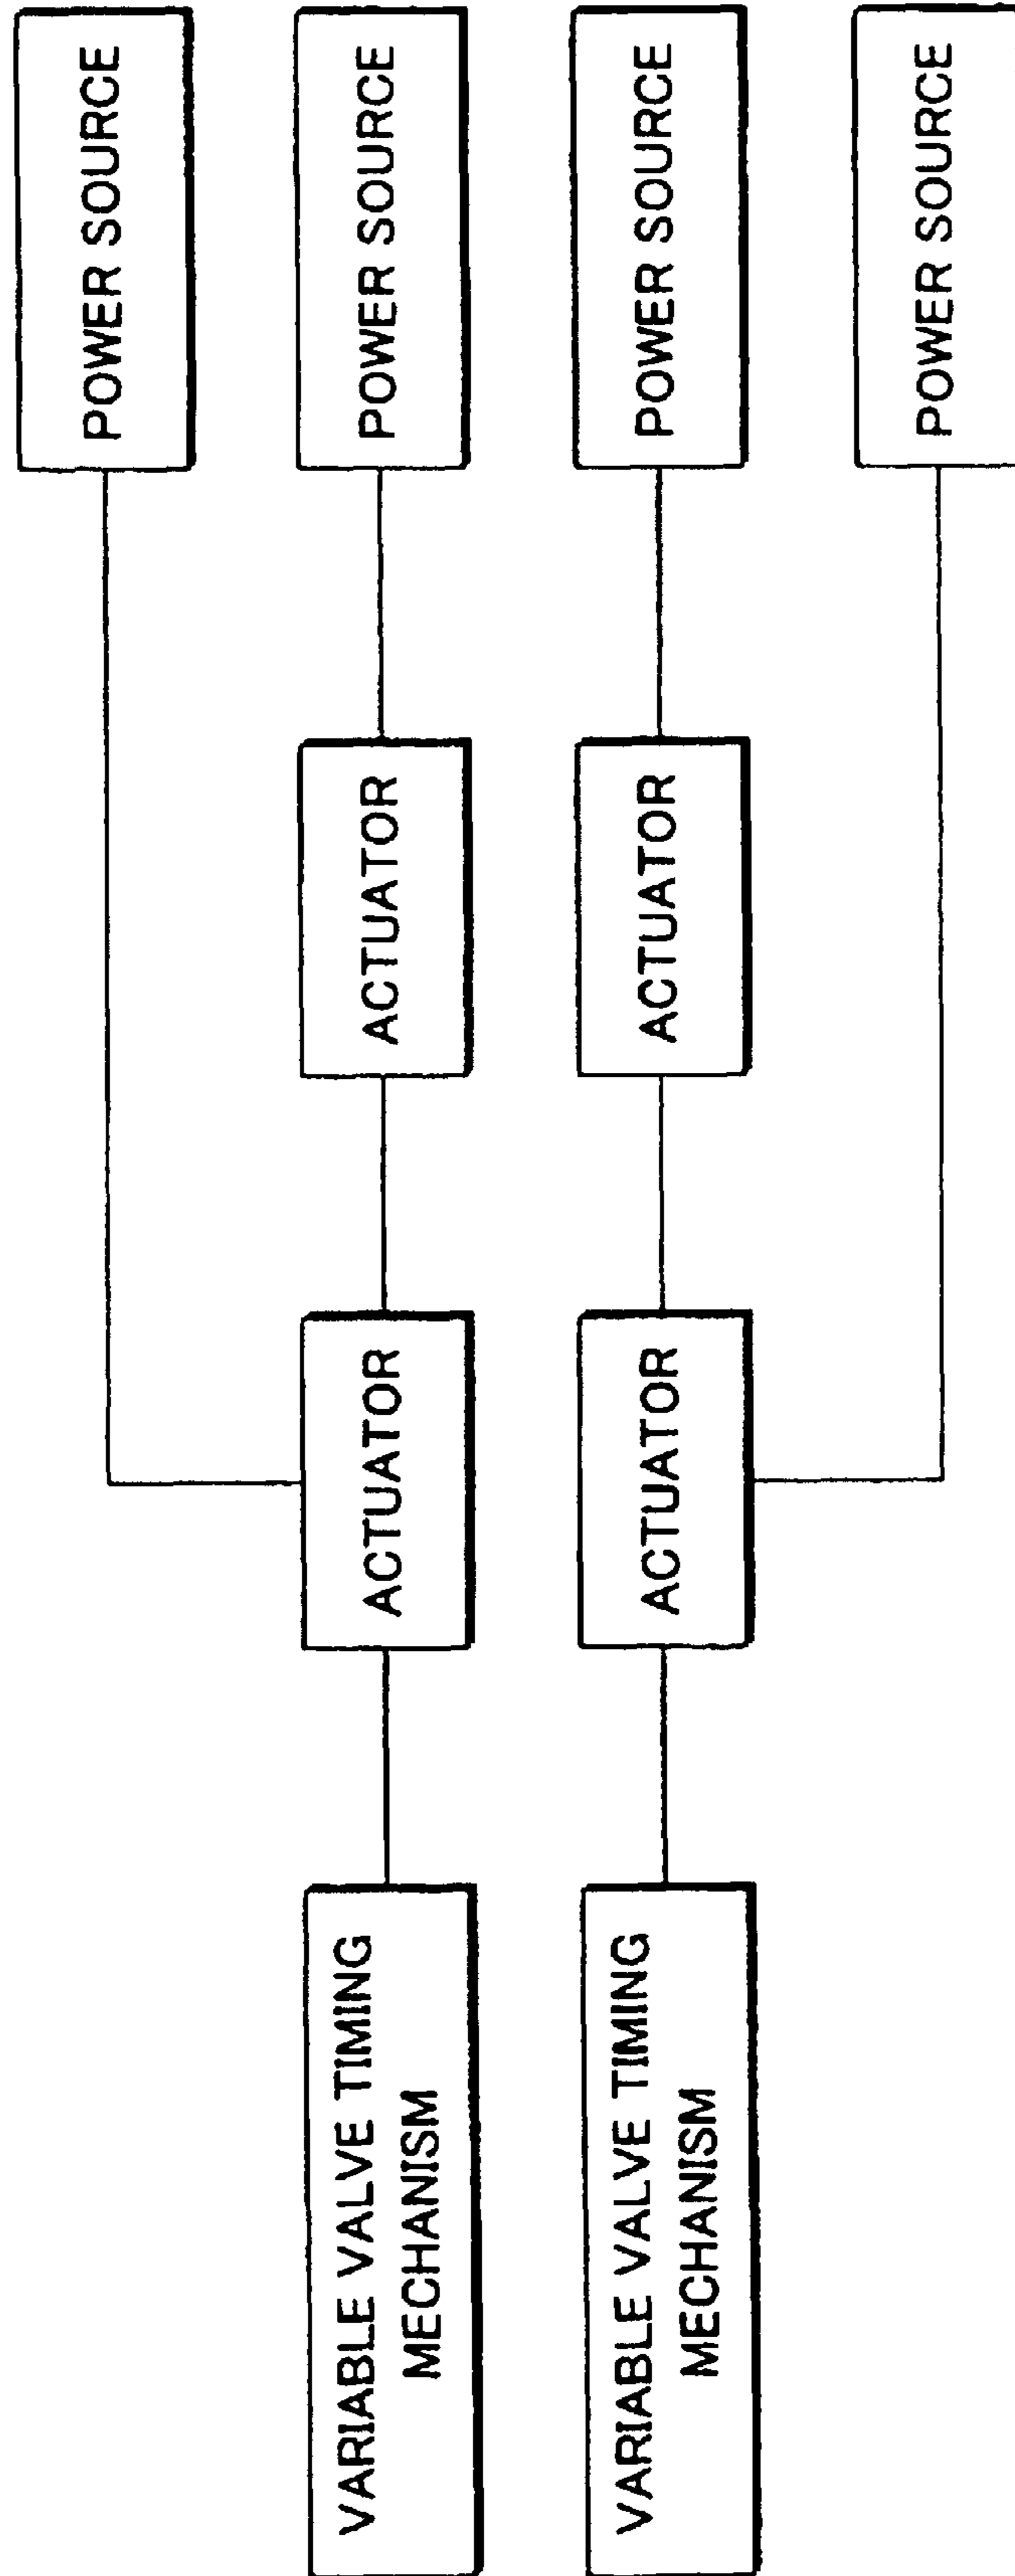 POWER SOURCE
POWER SOURCE
POWER SOURCE
POWER SOURCE
ACTUATOR
ACTUATOR
ACTUATOR
ACTUATOR
VARIABLE VALVE TIMING
MECHANISM
VARIABLE VALVE TIMING
MECHANISM